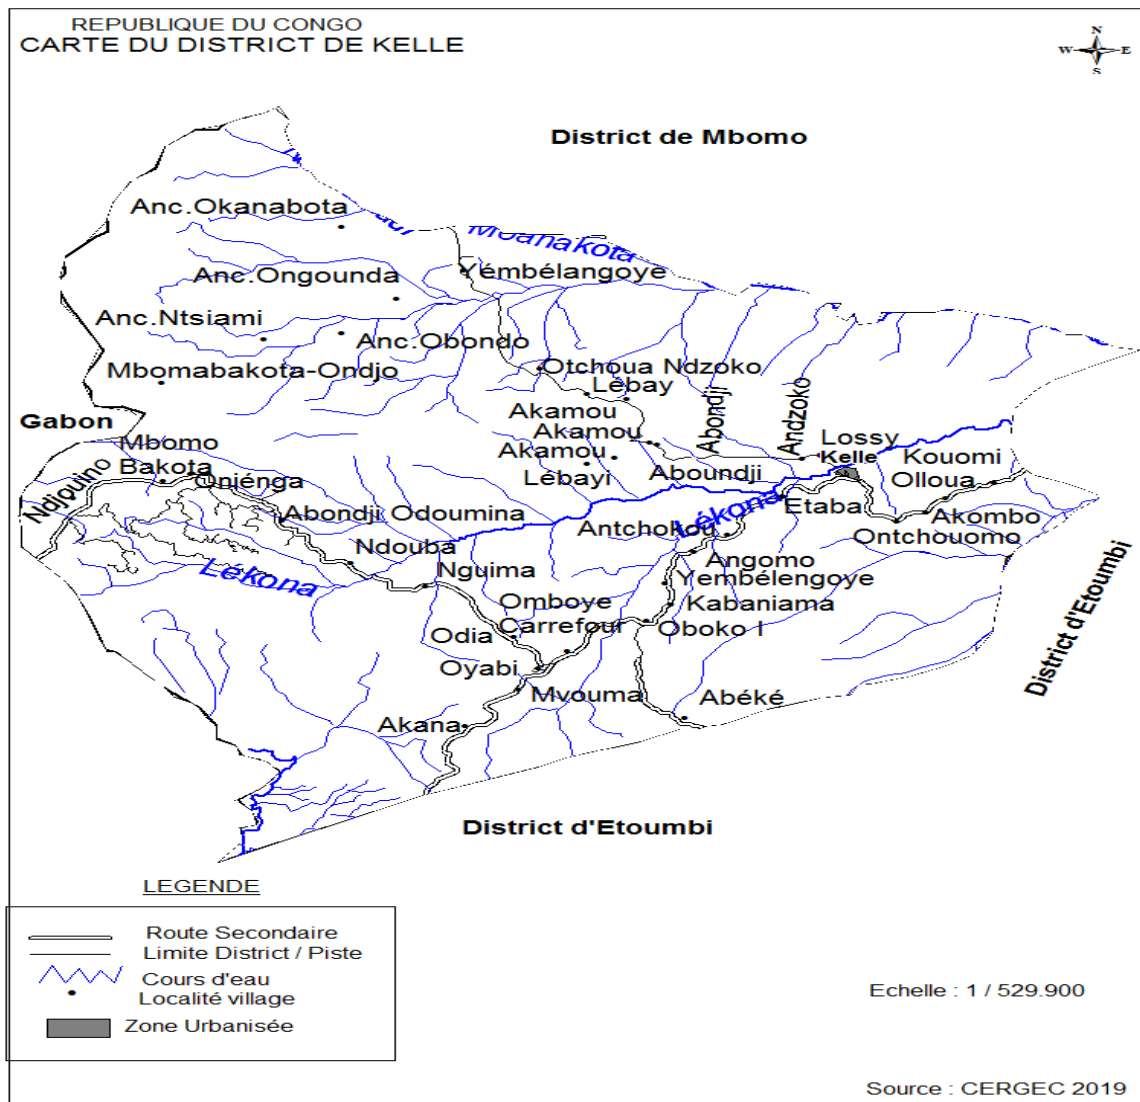 REPUBLIQUE DU CONGO
CARTE DU DISTRICT DE KELLE
N
W
E
S
District de Mbomo
Anc.Okanabota
Moanakota
Anc.Ongounda
Yémbélangoye
Anc.Ntsiami
Anc.Obondo
Mbomabakota-Ondjo
Otchoua Ndzoko
Lébay
Akamou
Abondji
Andzoko
Gabon
Akamou
Lossy
Mbomo
Akamou
Kelle
Kouomi
Bakota
Lébayi
Aboundji
Olloua
Ndjouino
Oniénga
Abondji Odoumina
Lékona
Etaba
Akombo
Antchokou
Ontchouomo
Ndouba
Angomo
Lékona
Nguima
Yembélengoye
Omboye
Kabaniama
Carrefour
Oboko I
Odia
District d'Etoumbi
Oyabi
Mvouma
Abéké
Akana
District d'Etoumbi
LEGENDE
Route Secondaire
Limite District / Piste
Cours d'eau
Localité village
Zone Urbanisée
Echelle : 1 / 529.900
Source : CERGEC 2019